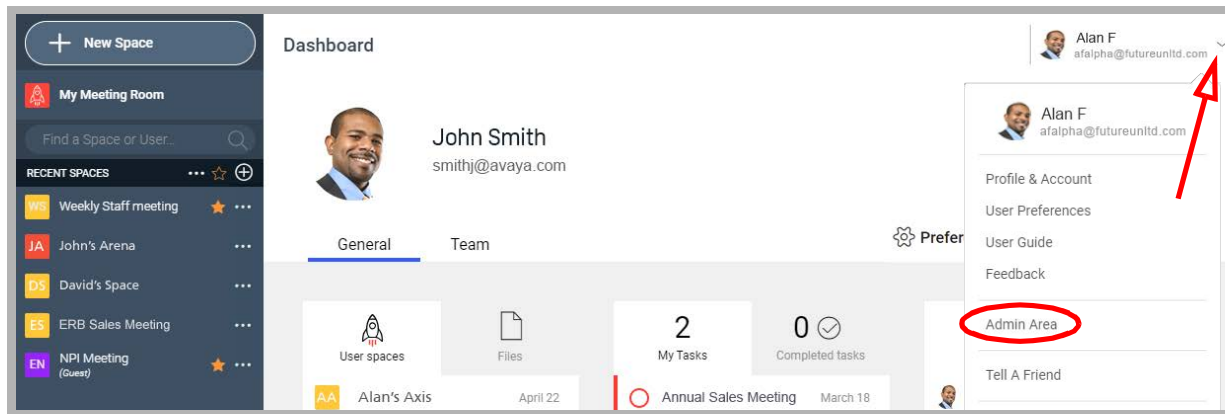 New Space
My Meeting Room
Find a Space or User...
RECENT SPACES
WS Weekly Staff meeting
JA John's Arena
DS David's Space
ES ERB Sales Meeting
EN NPI Meeting
(Guest)
Dashboard
John Smith
smithj@avaya.com
General Team
Prefer
User spaces Files
AA Alan's Axis April 22
2 0
My Tasks Completed tasks
Annual Sales Meeting March 18
Alan F
afalpha@futureunltd.com
Alan F
afalpha@futureunltd.com
Profile & Account
User Preferences
User Guide
Feedback
Admin Area
Tell A Friend